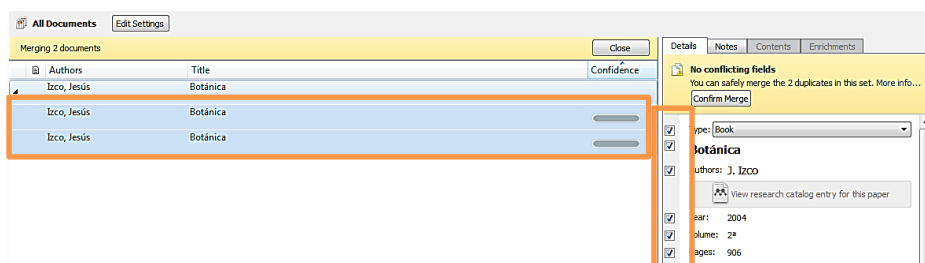 All Documents Edit Settings
Merging 2 documents Close
Authors Title Confidence
Izco, Jesús Botánica
Izco, Jesús Botánica
Izco, Jesús Botánica
Details Notes Contents Enrichments
No conflicting fields
You can safely merge the 2 duplicates in this set. More info...
Confirm Merge
ype: Book
Botánica
uthors: J. Izco
View research catalog entry for this paper
ear: 2004
olume: 2ª
ages: 906